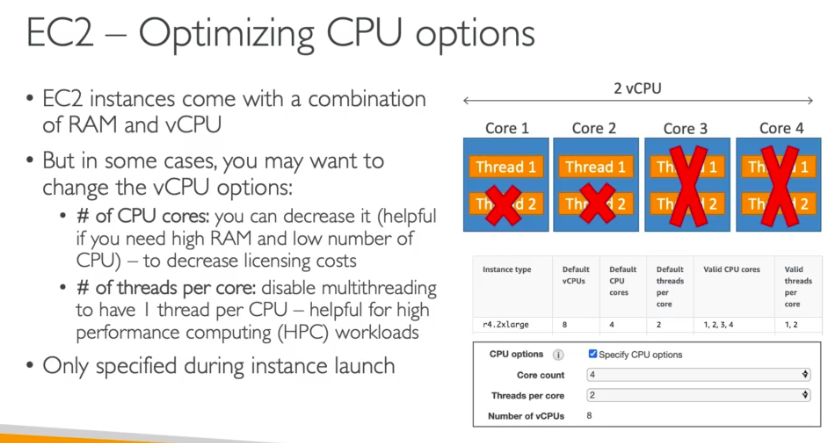 EC2 – Optimizing CPU options
• EC2 instances come with a combination
of RAM and vCPU
• But in some cases, you may want to
change the vCPU options:
• # of CPU cores: you can decrease it (helpful
if you need high RAM and low number of
CPU) – to decrease licensing costs
• # of threads per core: disable multithreading
to have 1 thread per CPU – helpful for high
performance computing (HPC) workloads
• Only specified during instance launch
2 vCPU
Core 1 Core 2 Core 3 Core 4
Thread 1 Thread 1 Th 1 Th 1
Th d 2 Thr 2 Th 2 Th 2
Instance type Default vCPUs Default CPU cores Default threads per core Valid CPU cores Valid threads per core
r4.2xlarge 8 4 2 1, 2, 3, 4 1, 2
CPU options i Specify CPU options
Core count 4
Threads per core 2
Number of vCPUs 8